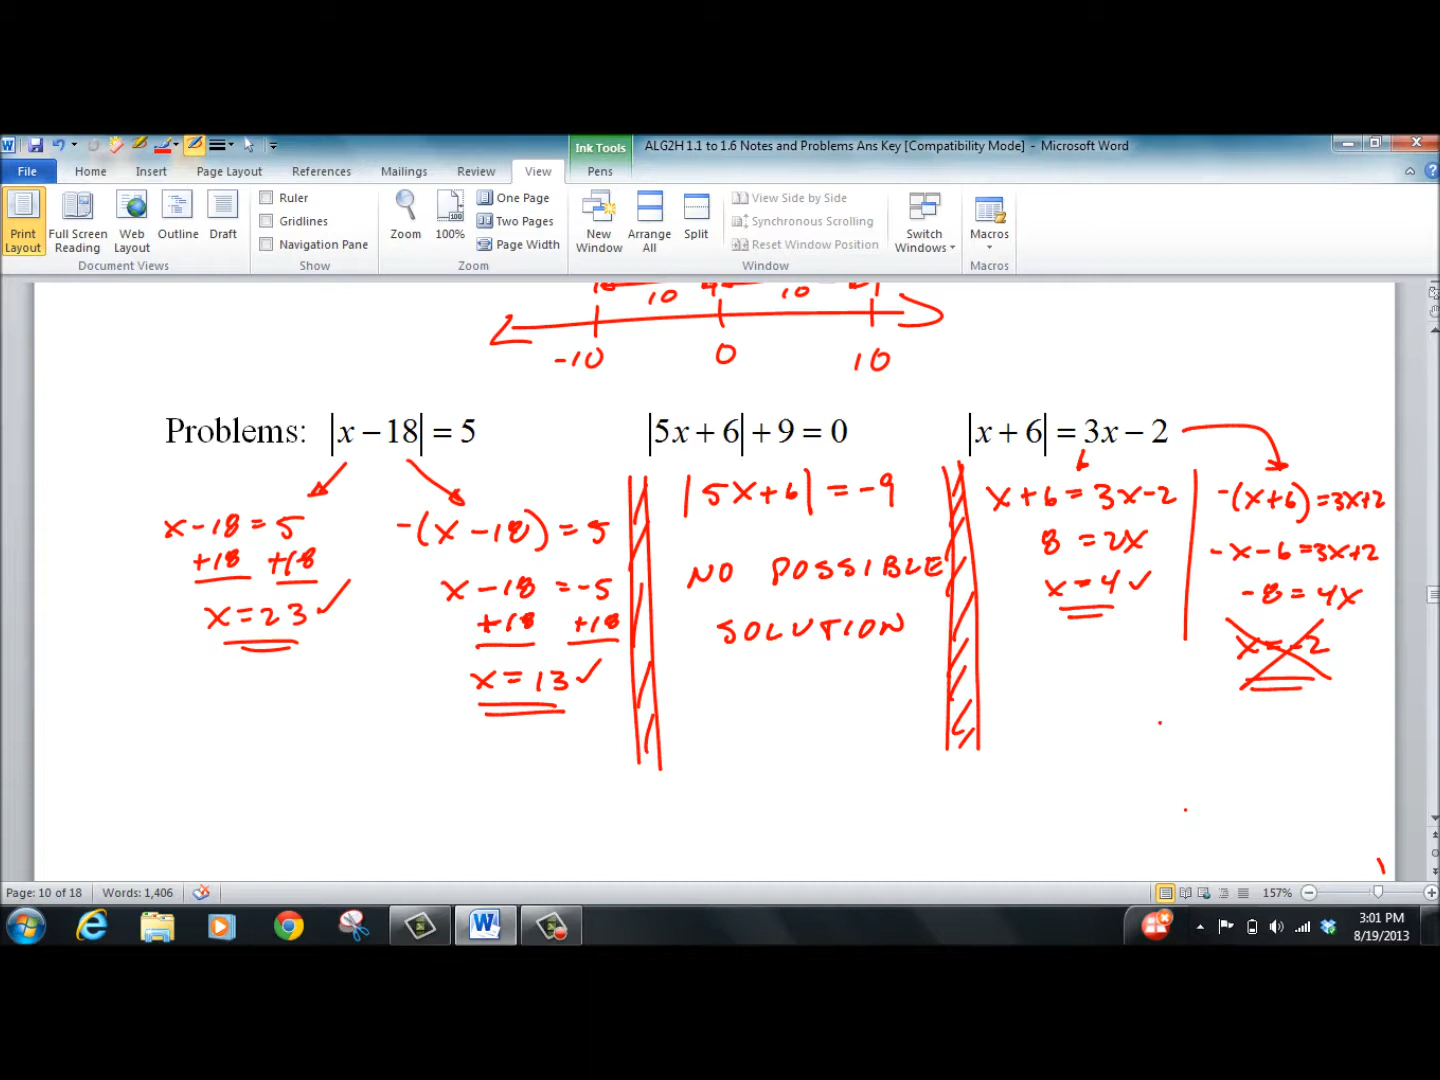 ALG2H 1.1 to 1.6 Notes and Problems Ans Key [Compatibility Mode] - Microsoft Word
Ink Tools
File Home Insert Page Layout References Mailings Review View Pens
Print Layout
Full Screen Reading
Web Layout
Outline
Draft
Document Views
Ruler
Gridlines
Navigation Pane
Show
Zoom
100%
One Page
Two Pages
Page Width
Zoom
New Window
Arrange All
Split
View Side by Side
Synchronous Scrolling
Reset Window Position
Window
Switch Windows
Macros
Macros
10 10
-10 0 10
Problems: |x − 18| = 5 |5x + 6| + 9 = 0 |x + 6| = 3x − 2
x-18 = 5
+18 +18
x = 23 ✓
-(x-18) = 5
x-18 = -5
+18 +18
x = 13 ✓
|5x+6| = -9
NO POSSIBLE
SOLUTION
x+6 = 3x-2
8 = 2x
x = 4 ✓
-(x+6) = 3x+2
-x-6 = 3x+2
-8 = 4x
x = -2
Page: 10 of 18 Words: 1,406 157%
3:01 PM
8/19/2013